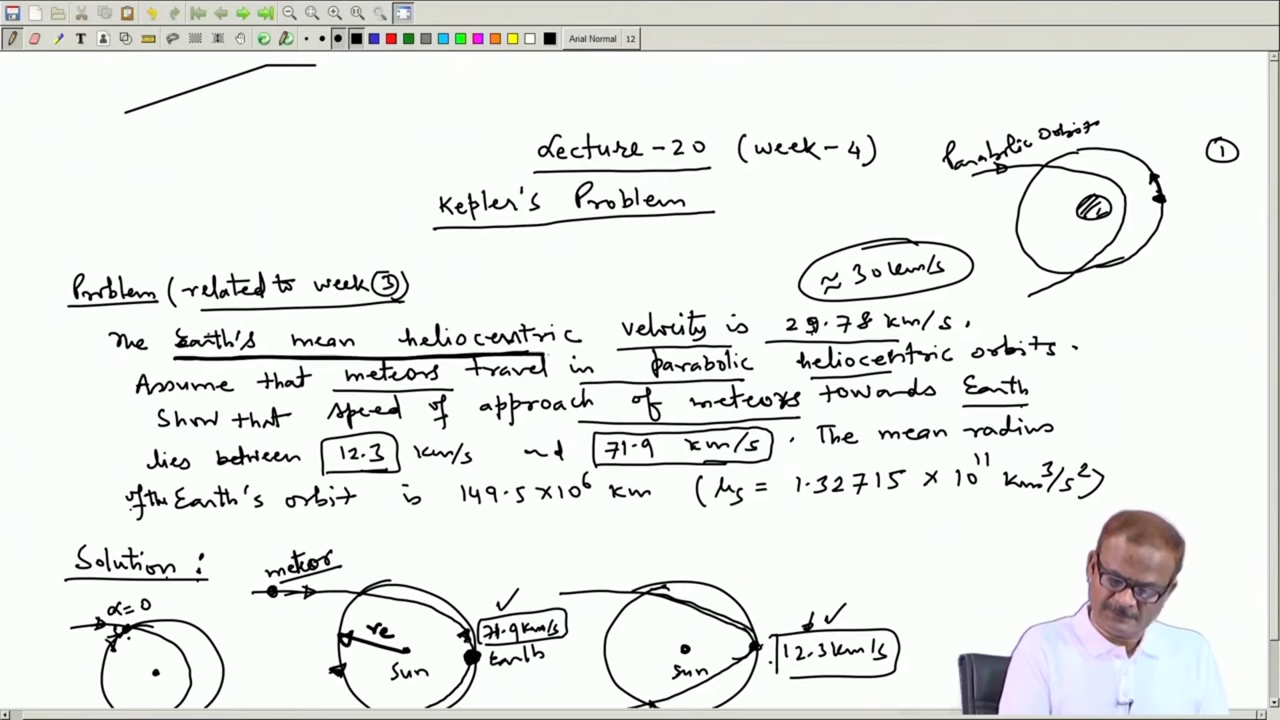 Arial Normal 12
Lecture-20 (week-4)
Parabolic orbit
①
Kepler's Problem
≈ 30 km/s
Problem (related to week ③)
The Earth's mean heliocentric velocity is 29.78 km/s.
Assume that meteors travel in parabolic heliocentric orbits.
Show that speed of approach of meteors towards Earth
lies between 12.3 km/s and 71.9 km/s. The mean radius
of the Earth's orbit is 149.5×10⁶ km (μs = 1.32715 × 10¹¹ km³/s²)
Solution :
meteor
α=0
re
Sun
71.9 km/s
Earth
Sun
12.3 km/s